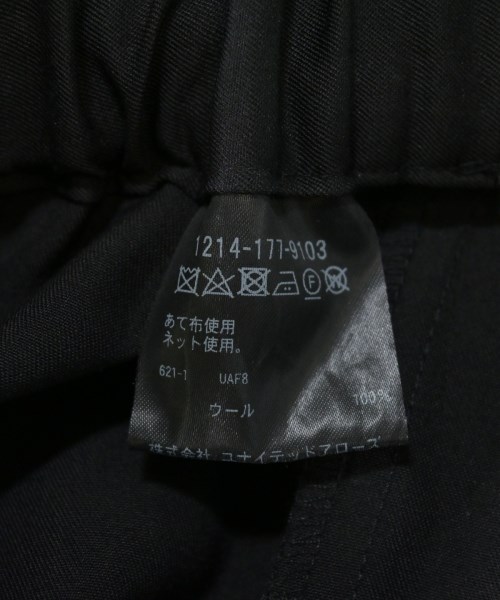 1214-177-9103
あて布使用
ネット使用。
621-1 UAF8
ウール 100%
株式会社 ユナイテッドアローズ